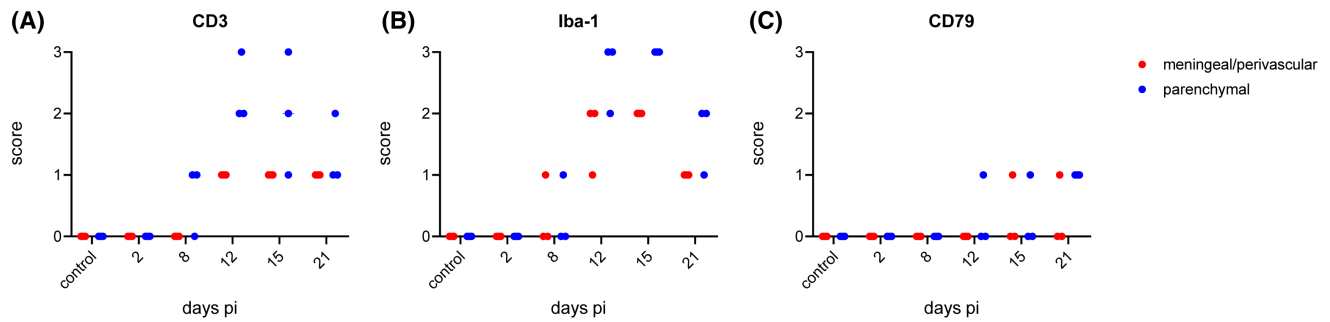 (A) CD3
score
3
2
1
0
control 2 8 12 15 21
days pi
(B) Iba-1
score
3
2
1
0
control 2 8 12 15 21
days pi
(C) CD79
score
3
2
1
0
control 2 8 12 15 21
days pi
meningeal/perivascular
parenchymal